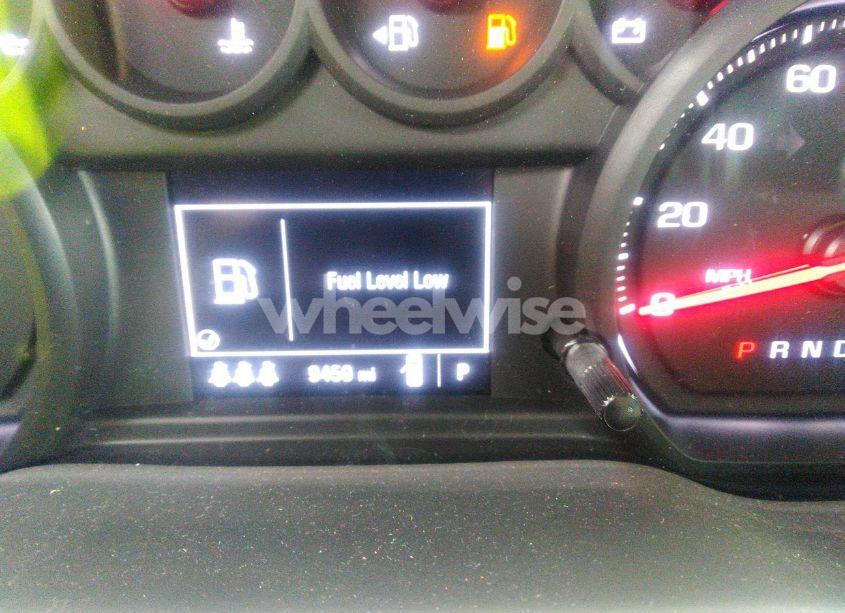 60
40
20
Fuel Level Low
MPH
wheelwise
0
P R N D
9450 mi
P